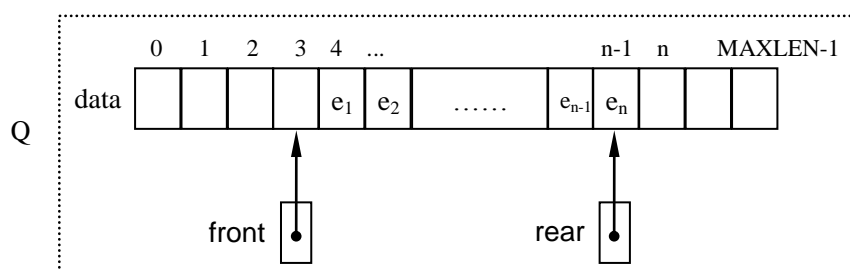 0 1 2 3 4 ... n-1 n MAXLEN-1
data e1 e2 …… en-1 en
Q
front rear